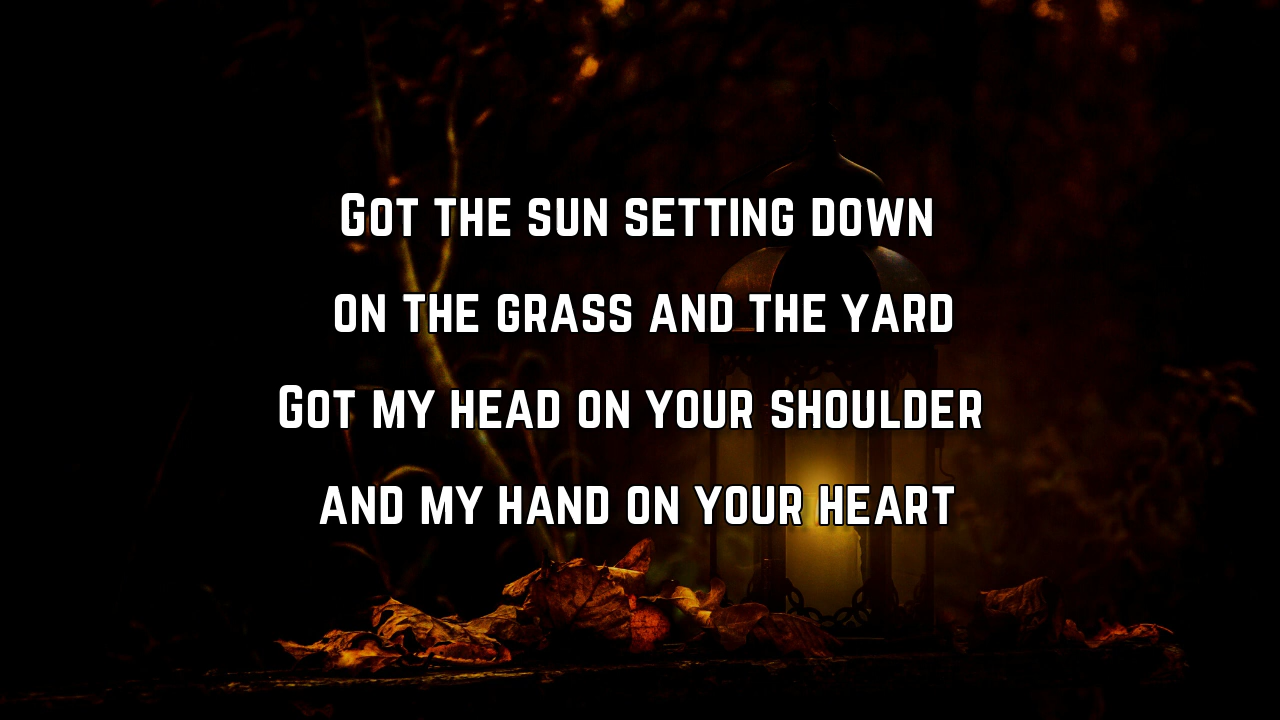 Got the sun setting down
on the grass and the yard
Got my head on your shoulder
and my hand on your heart